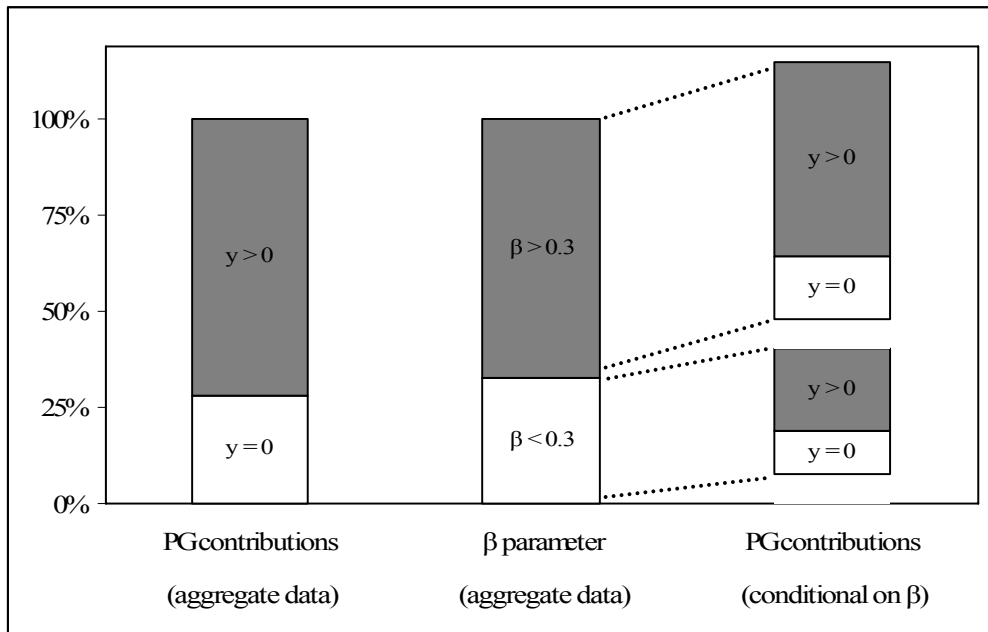 100%
75%
50%
25%
0%
y > 0
y = 0
β > 0.3
β < 0.3
y > 0
y = 0
y > 0
y = 0
PG contributions
(aggregate data)
β parameter
(aggregate data)
PG contributions
(conditional on β)